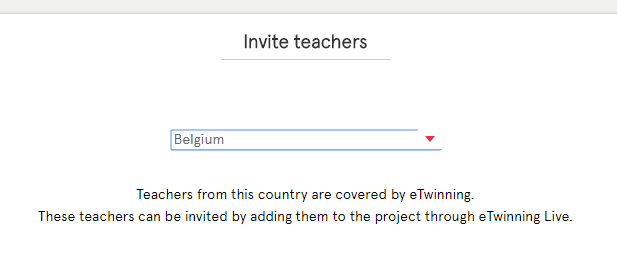 Invite teachers
Belgium
Teachers from this country are covered by eTwinning.
These teachers can be invited by adding them to the project through eTwinning Live.